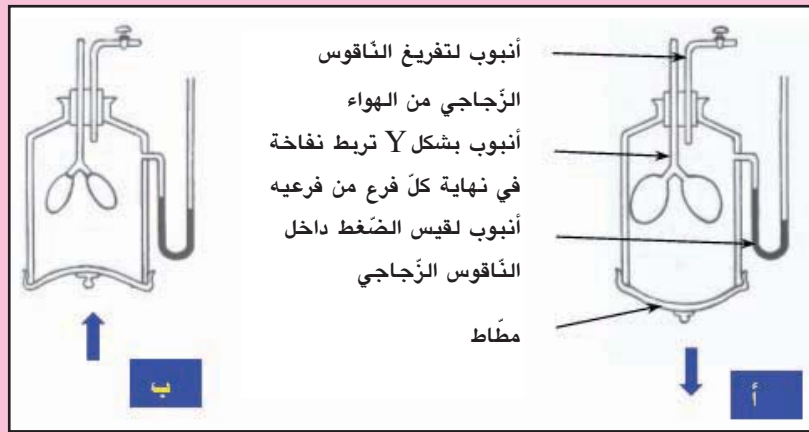 أنبوب لتفريغ النّاقوس
الزّجاجي من الهواء
أنبوب بشكل Y تربط نفاخة
في نهاية كلّ فرع من فرعيه
أنبوب لقيس الضّغط داخل
النّاقوس الزّجاجي
مطّاط
أ
ب